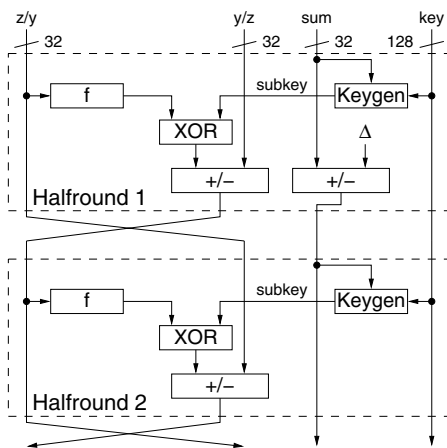 z/y y/z sum key
32 32 32 128
subkey
f Keygen
XOR
Δ
+/− +/−
Halfround 1
subkey
f Keygen
XOR
+/−
Halfround 2